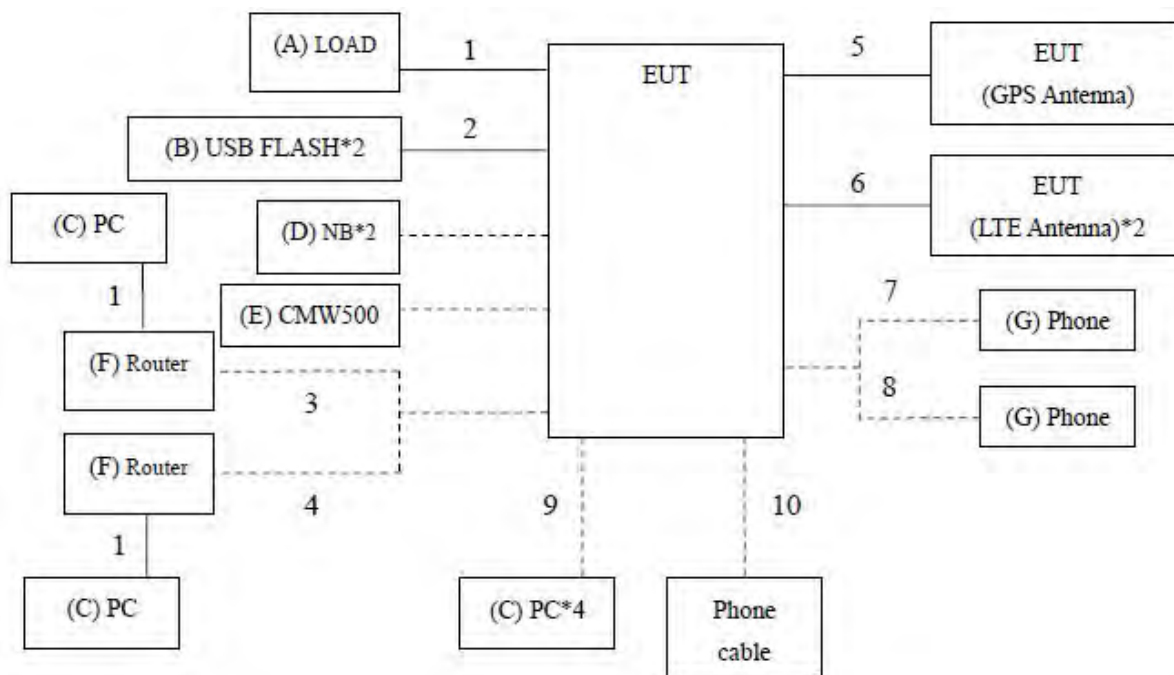 (A) LOAD
1
EUT
5
EUT
(GPS Antenna)
(B) USB FLASH*2
2
6
EUT
(LTE Antenna)*2
(C) PC
(D) NB*2
1
(E) CMW500
7
(G) Phone
(F) Router
3
8
(G) Phone
(F) Router
4
9
10
1
(C) PC
(C) PC*4
Phone
cable